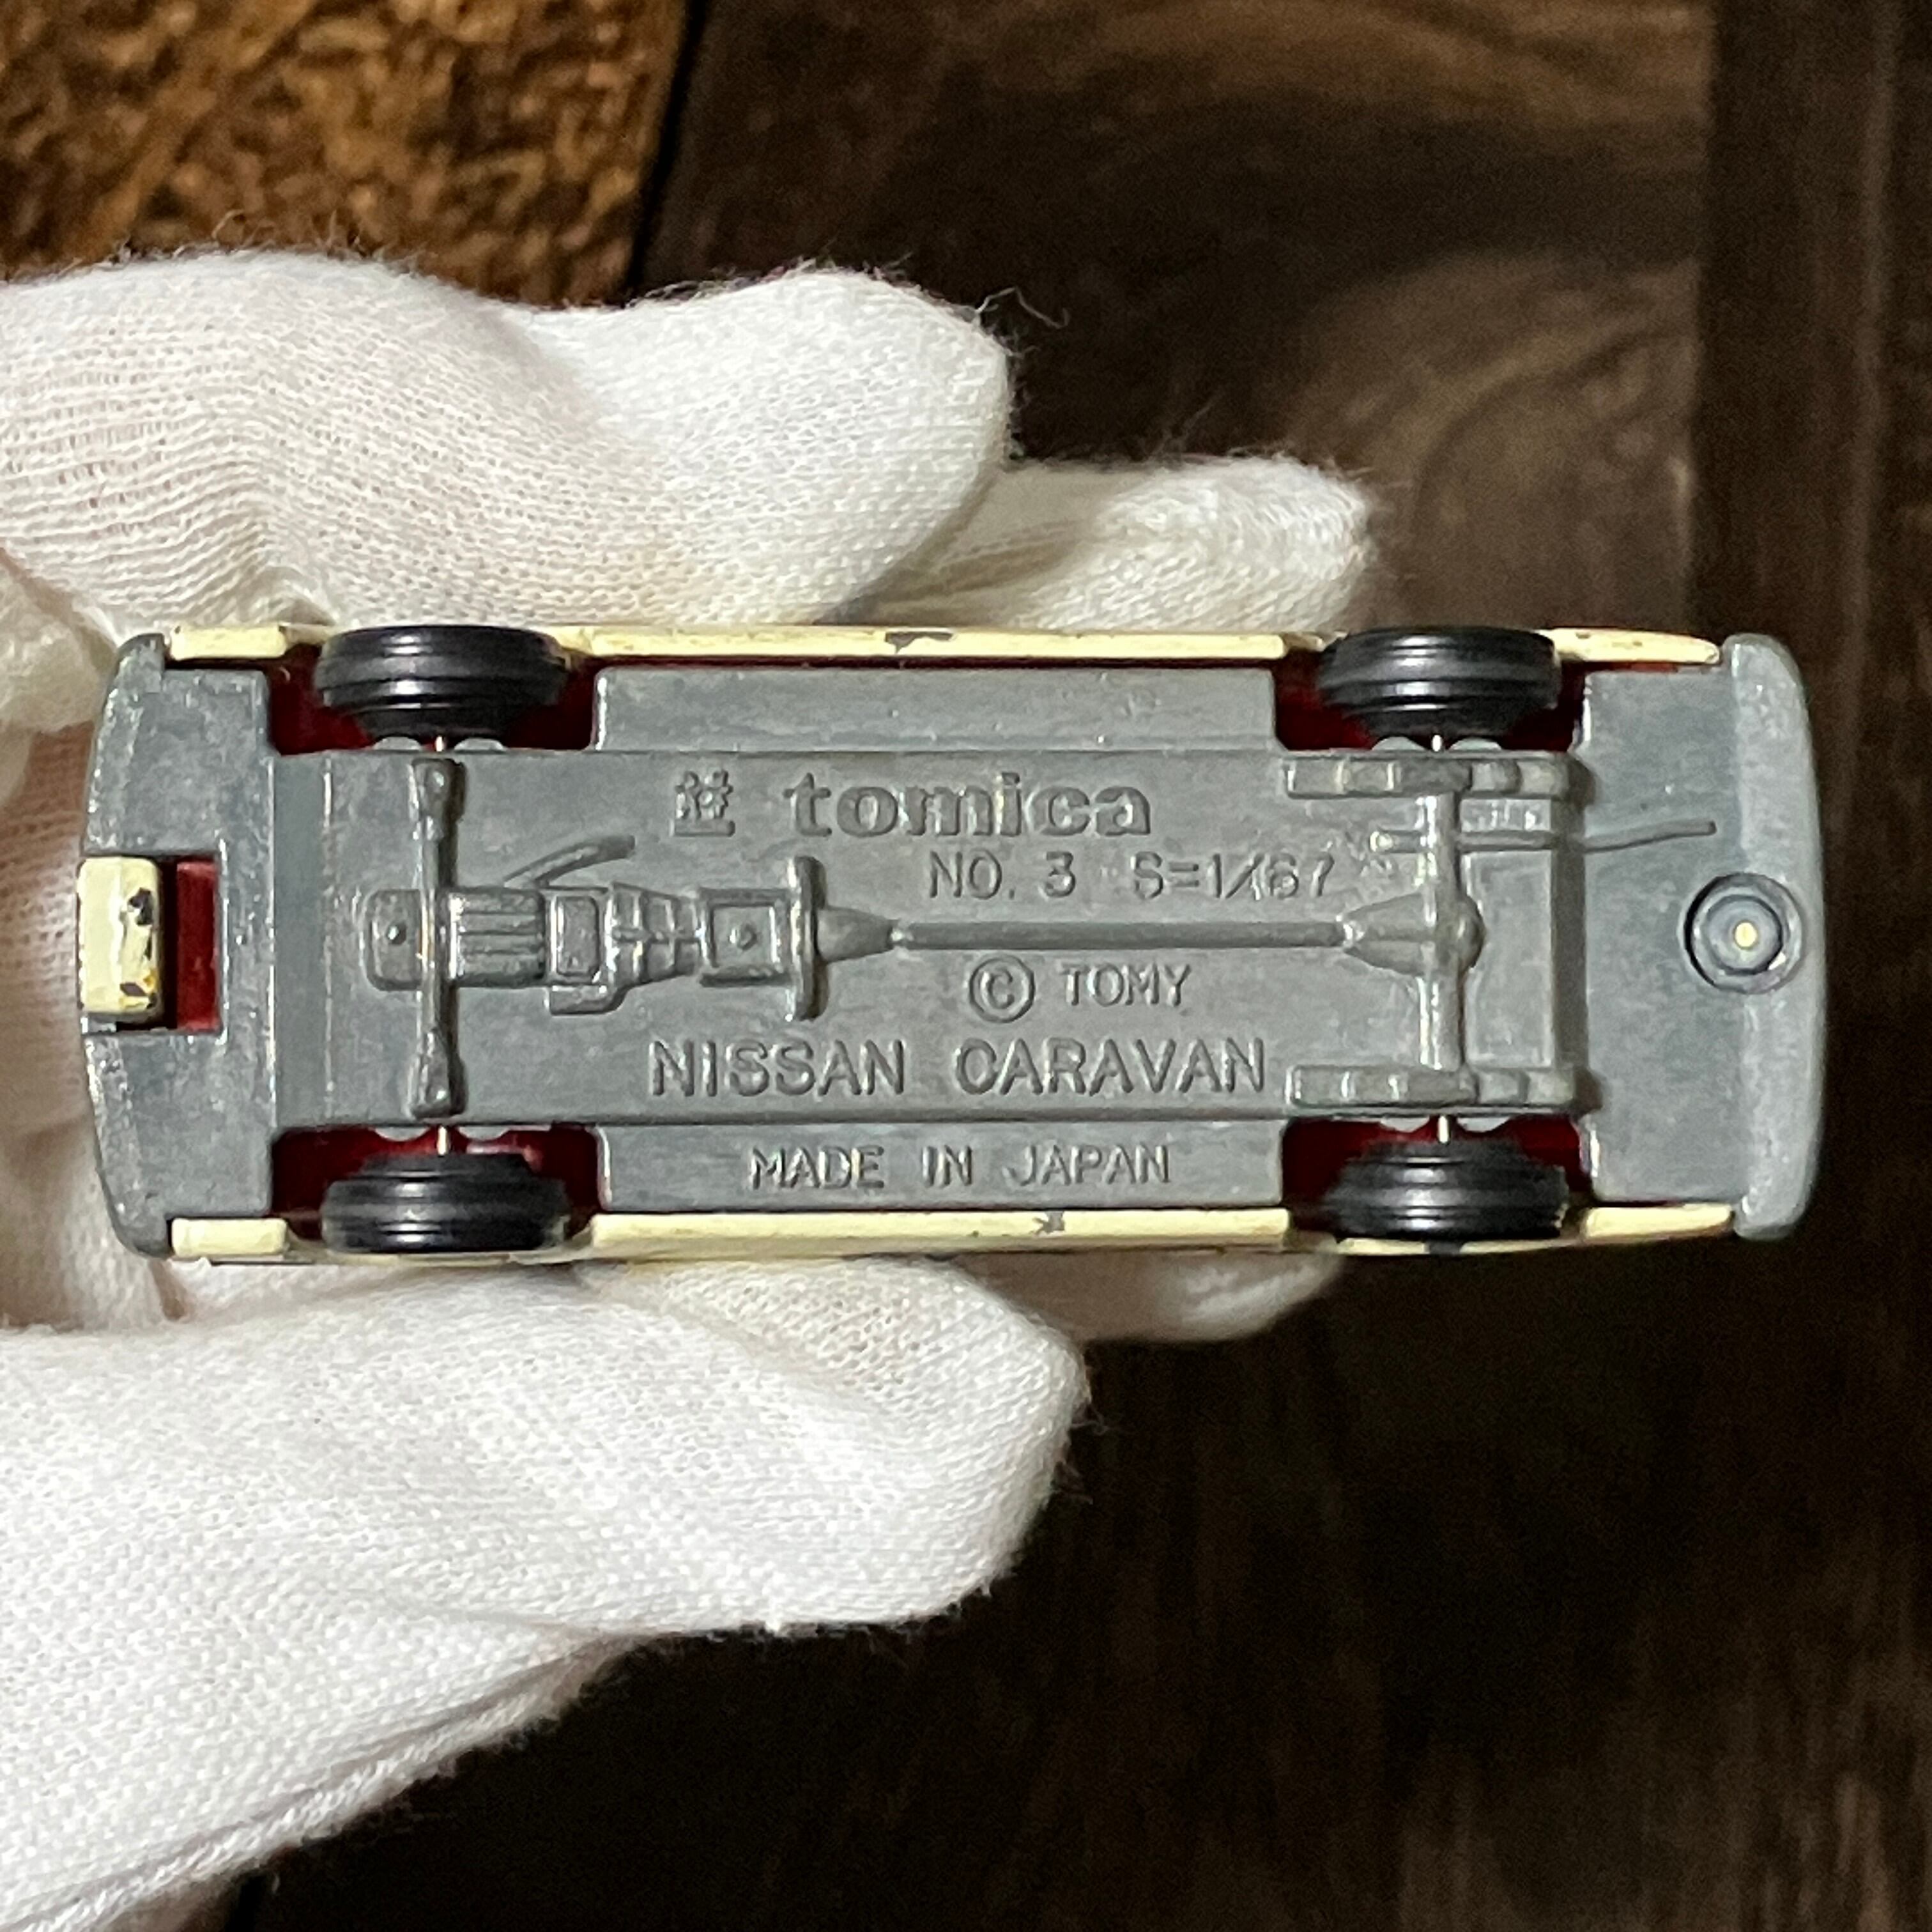 tomica
NO. 3 S=1/67
© TOMY
NISSAN CARAVAN
MADE IN JAPAN